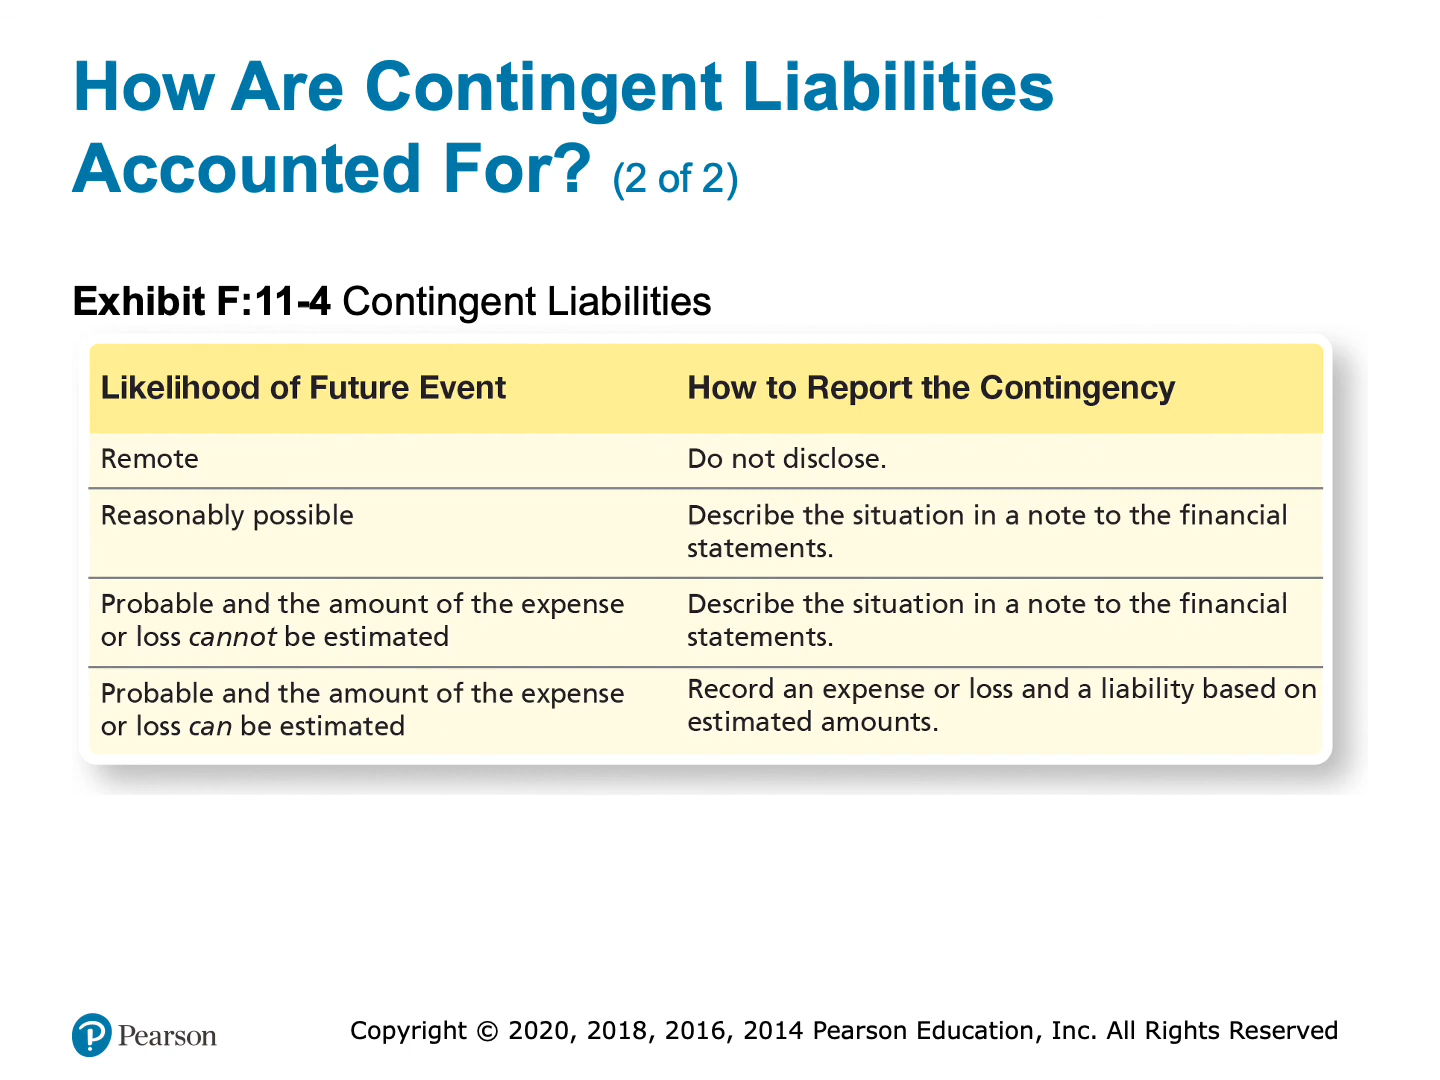 How Are Contingent Liabilities
Accounted For? (2 of 2)
Exhibit F:11-4 Contingent Liabilities
Likelihood of Future Event
How to Report the Contingency
Remote
Do not disclose.
Reasonably possible
Describe the situation in a note to the financial
statements.
Probable and the amount of the expense
or loss cannot be estimated
Describe the situation in a note to the financial
statements.
Probable and the amount of the expense
or loss can be estimated
Record an expense or loss and a liability based on
estimated amounts.
Pearson
Copyright © 2020, 2018, 2016, 2014 Pearson Education, Inc. All Rights Reserved